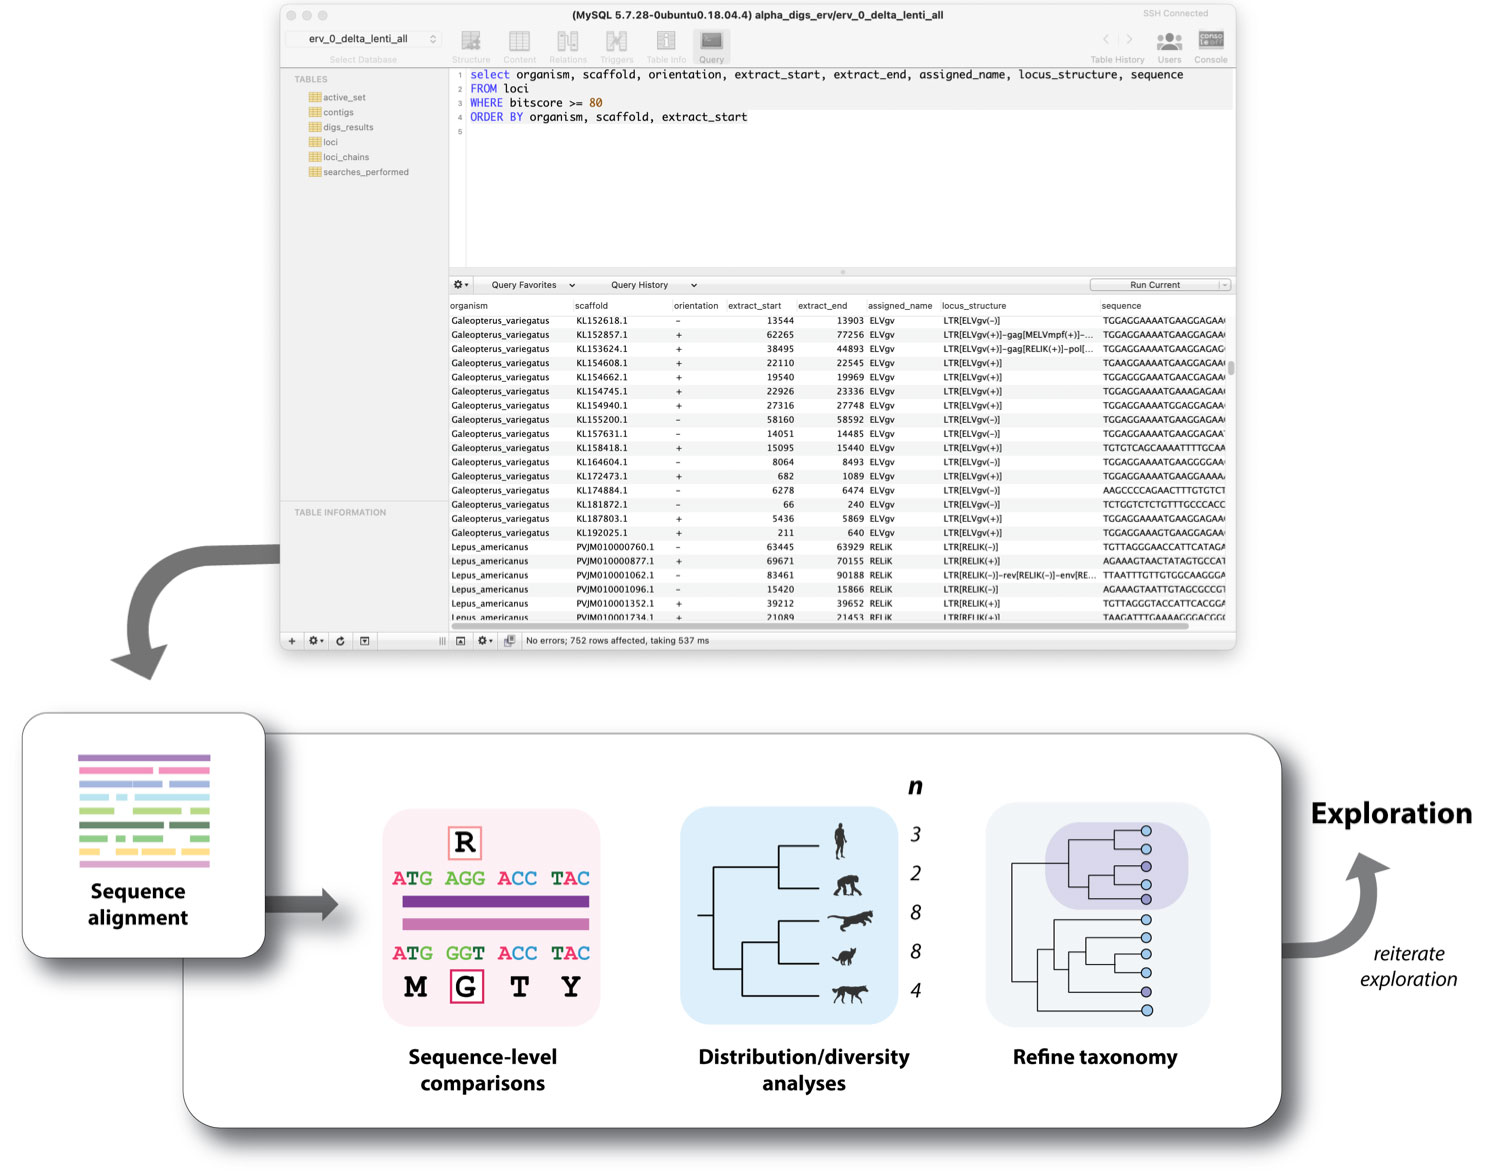 (MySQL 5.7.28-0ubuntu0.18.04.4) alpha_digs_erv/erv_0_delta_lenti_all
SSH Connected
erv_0_delta_lenti_all
Select Database
Structure Content Relations Triggers Table Info Query
Table History Users Console
TABLES
active_set
contigs
digs_results
loci
loci_chains
searches_performed
1 select organism, scaffold, orientation, extract_start, extract_end, assigned_name, locus_structure, sequence
2 FROM loci
3 WHERE bitscore >= 80
4 ORDER BY organism, scaffold, extract_start
5
Query Favorites Query History Run Current
organism scaffold orientation extract_start extract_end assigned_name locus_structure sequence
Galeopterus_variegatus KL152618.1 - 13544 13903 ELVgv LTR[ELVgv(-)] TGGAGGAAAATGAAGGAGAA
Galeopterus_variegatus KL152857.1 + 62265 77256 ELVgv LTR[ELVgv(+)]-gag[MELVmpf(+)]-... TGGAGGAAAATGAAGGAGAA
Galeopterus_variegatus KL153624.1 + 38495 44893 ELVgv LTR[ELVgv(+)]-gag[RELIK(+)]-pol[... TGGAGGAAAATGAAGGAGAG
Galeopterus_variegatus KL154608.1 + 22110 22545 ELVgv LTR[ELVgv(+)] TGAAGGAAAATGAAGGAGAA
Galeopterus_variegatus KL154662.1 + 19540 19969 ELVgv LTR[ELVgv(+)] TGGAGGGAAATGAACGAGAA
Galeopterus_variegatus KL154745.1 + 22926 23336 ELVgv LTR[ELVgv(+)] TGGAGGAAAATGAAAGAGAA
Galeopterus_variegatus KL154940.1 + 27316 27748 ELVgv LTR[ELVgv(+)] TGGAGGAAAATGGAGGAGAA
Galeopterus_variegatus KL155200.1 - 58160 58592 ELVgv LTR[ELVgv(-)] TGGAGGAAAATGAAGGAGAA
Galeopterus_variegatus KL157631.1 - 14051 14485 ELVgv LTR[ELVgv(-)] TGGAGGAAAATGAAGGAGAA
Galeopterus_variegatus KL158418.1 + 15095 15440 ELVgv LTR[ELVgv(+)] TGTGTCAGCAAAATTTTGCAA
Galeopterus_variegatus KL164604.1 - 8064 8493 ELVgv LTR[ELVgv(-)] TGGAGGAAAATGAAGGGGAA
Galeopterus_variegatus KL172473.1 + 682 1089 ELVgv LTR[ELVgv(+)] TGGAGGAAAATGAAGGAAAA
Galeopterus_variegatus KL174884.1 - 6278 6474 ELVgv LTR[ELVgv(-)] AAGCCCCAGAACTTTGTGTCT
Galeopterus_variegatus KL181872.1 - 66 240 ELVgv LTR[ELVgv(-)] TCTGGTCTCTGTTTGCCCACC
Galeopterus_variegatus KL187803.1 + 5436 5869 ELVgv LTR[ELVgv(+)] TGGAGGAAAATGAAGGAGAA
Galeopterus_variegatus KL192025.1 + 211 640 ELVgv LTR[ELVgv(+)] TGGAGGAAAGTGAAGGAGAA
Lepus_americanus PVJM010000760.1 - 63445 63929 RELiK LTR[RELIK(-)] TGTTAGGGAACCATTCATAGA
Lepus_americanus PVJM010000877.1 + 69671 70155 RELiK LTR[RELIK(+)] AGAAAGTAACTATAGTGCCAT
Lepus_americanus PVJM010001062.1 - 83461 90188 RELiK LTR[RELIK(-)]-rev[RELIK(-)]-env[RE... TTAATTTGTTGTGGCAAGGGA
Lepus_americanus PVJM010001096.1 - 15420 15866 RELiK LTR[RELIK(-)] AGAAAGTAATTGTAGCGCCGT
Lepus_americanus PVJM010001352.1 + 39212 39652 RELiK LTR[RELIK(+)] TGTTAGGGTACCATTCACGGA
Lepus_americanus PVJM010001734.1 + 21089 21453 RELiK LTR[RELIK(+)] TAAGATTTGAAAAGGGACGGG
TABLE INFORMATION
No errors; 752 rows affected, taking 537 ms
Sequence
alignment
R
ATG AGG ACC TAC
ATG GGT ACC TAC
M G T Y
Sequence-level
comparisons
n
3
2
8
8
4
Distribution/diversity
analyses
Refine taxonomy
Exploration
reiterate
exploration